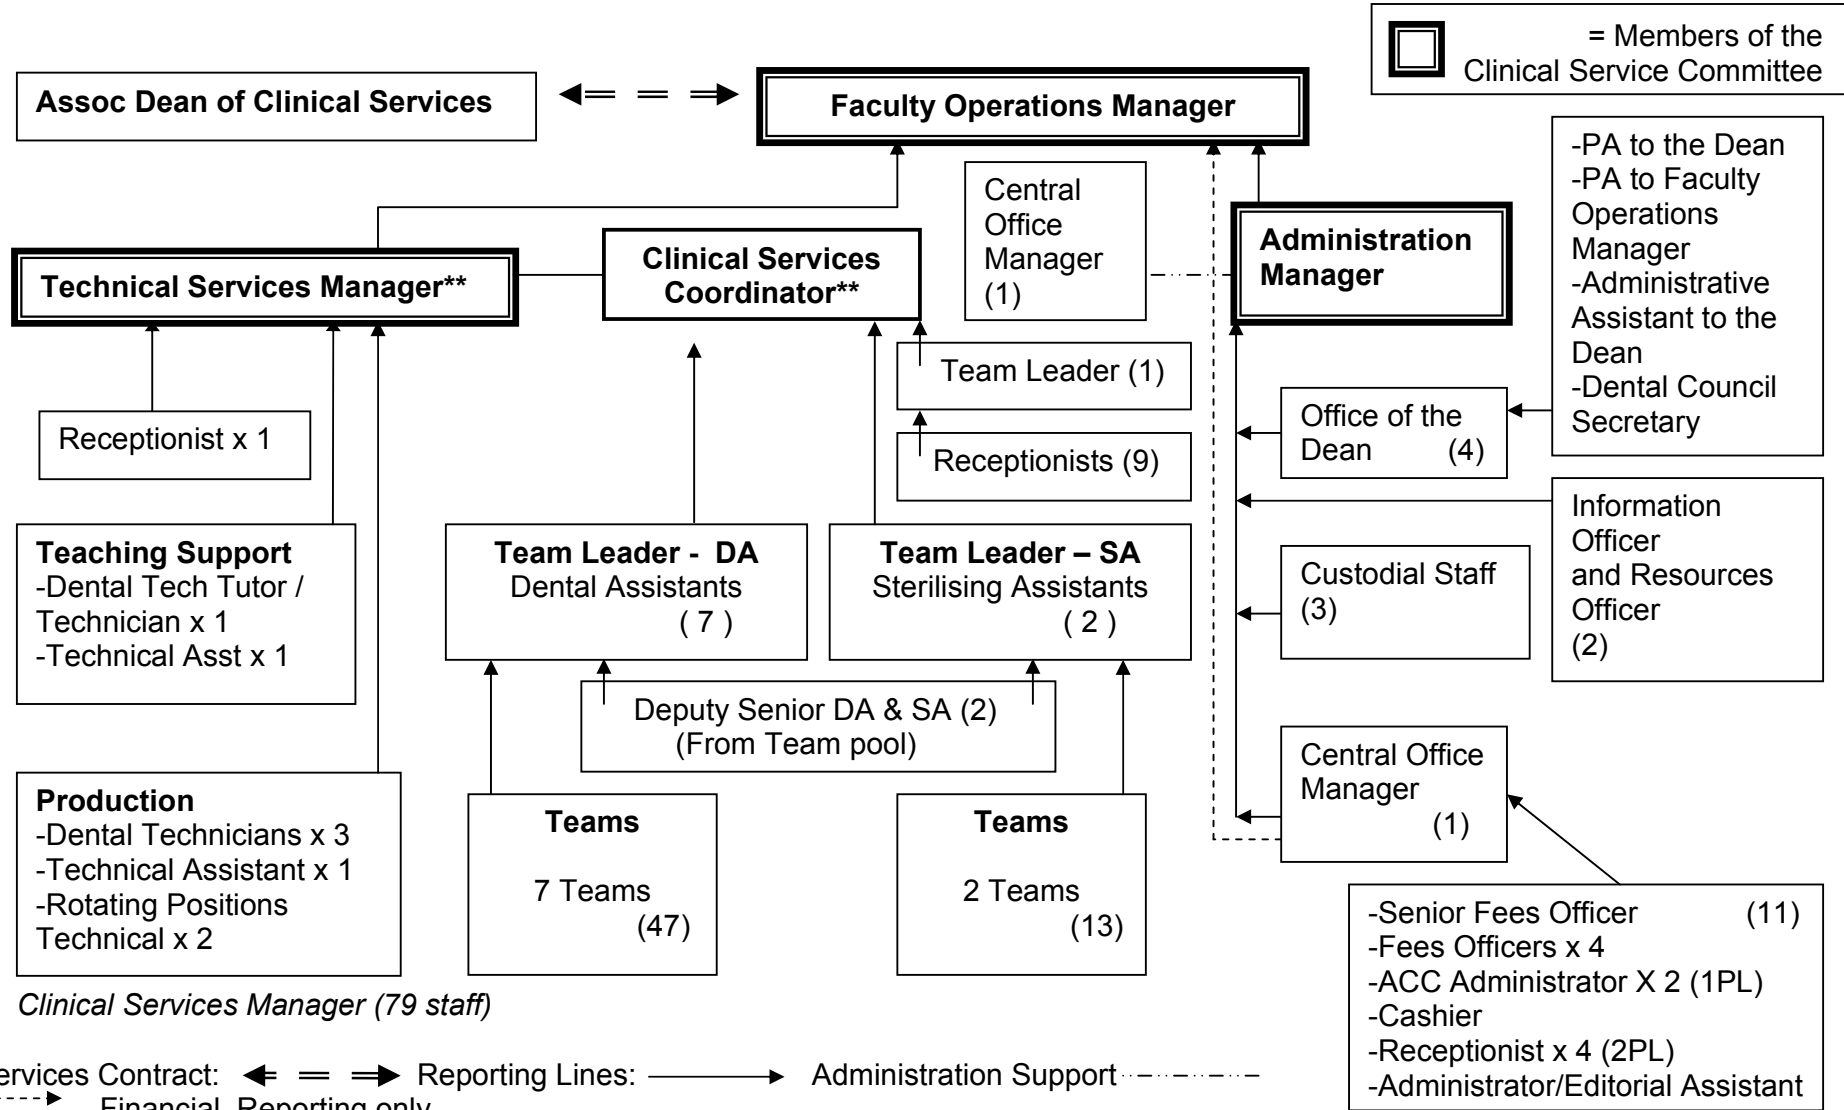 = Members of the
Clinical Service Committee
Assoc Dean of Clinical Services
Faculty Operations Manager
Central
Office
Manager
(1)
Administration
Manager
-PA to the Dean
-PA to Faculty
Operations
Manager
-Administrative
Assistant to the
Dean
-Dental Council
Secretary
Technical Services Manager**
Clinical Services
Coordinator**
Team Leader (1)
Receptionist x 1
Receptionists (9)
Office of the
Dean (4)
Information
Officer
and Resources
Officer
(2)
Teaching Support
-Dental Tech Tutor /
Technician x 1
-Technical Asst x 1
Team Leader - DA
Dental Assistants
( 7 )
Team Leader – SA
Sterilising Assistants
( 2 )
Custodial Staff
(3)
Deputy Senior DA & SA (2)
(From Team pool)
Central Office
Manager
(1)
Production
-Dental Technicians x 3
-Technical Assistant x 1
-Rotating Positions
Technical x 2
Teams
7 Teams
(47)
Teams
2 Teams
(13)
-Senior Fees Officer (11)
-Fees Officers x 4
-ACC Administrator X 2 (1PL)
-Cashier
-Receptionist x 4 (2PL)
-Administrator/Editorial Assistant
Clinical Services Manager (79 staff)
ervices Contract: Reporting Lines: Administration Support
Financial Reporting only